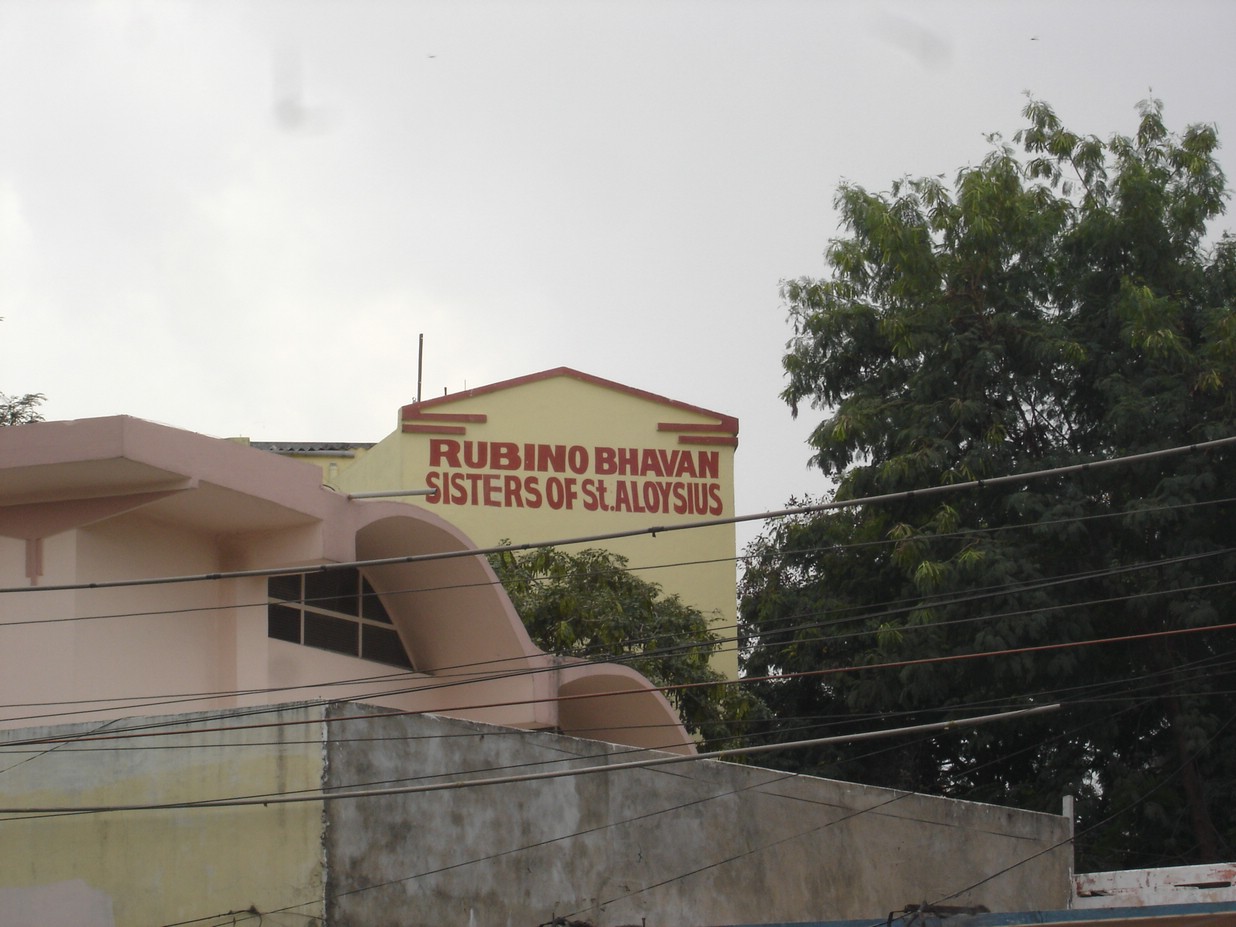 RUBINO BHAVAN
SISTERS OF St. ALOYSIUS